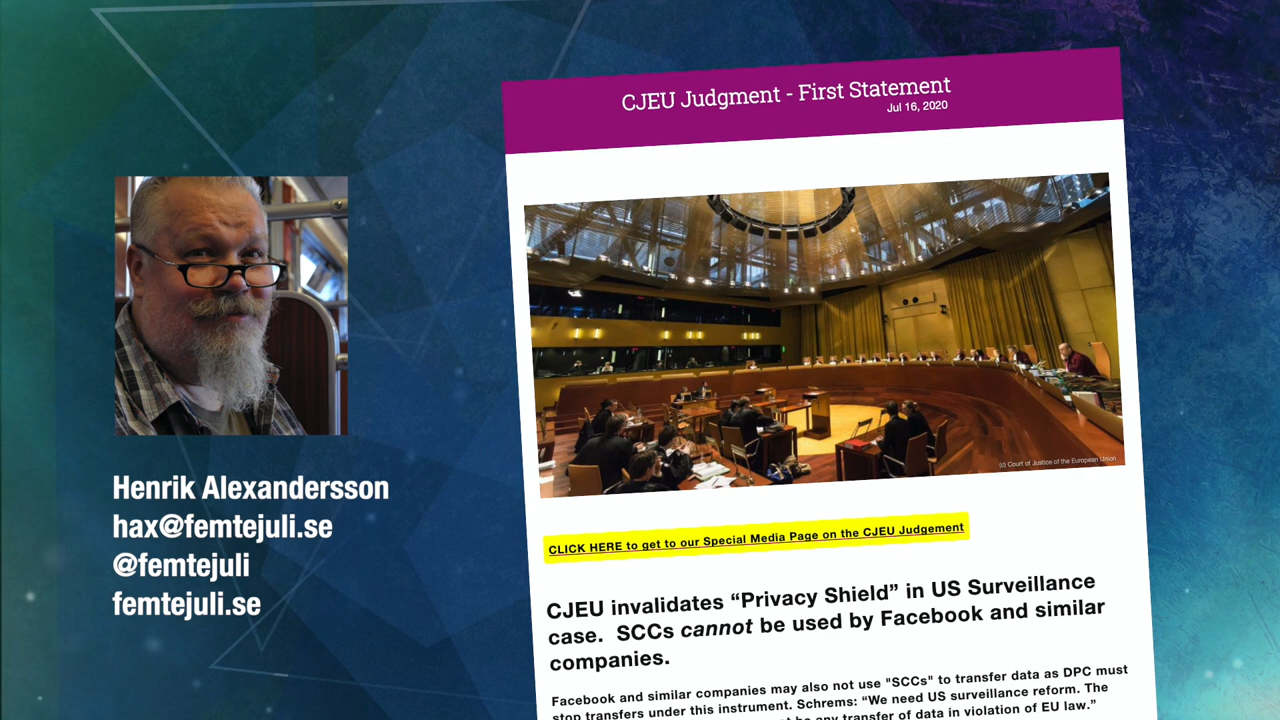 Henrik Alexandersson
hax@femtejuli.se
@femtejuli
femtejuli.se
CJEU Judgment - First Statement
Jul 16, 2020
(c) Court of Justice of the European Union
CLICK HERE to get to our Special Media Page on the CJEU Judgement
CJEU invalidates “Privacy Shield” in US Surveillance
case. SCCs cannot be used by Facebook and similar
companies.
Facebook and similar companies may also not use "SCCs" to transfer data as DPC must
stop transfers under this instrument. Schrems: “We need US surveillance reform. The
be any transfer of data in violation of EU law.”